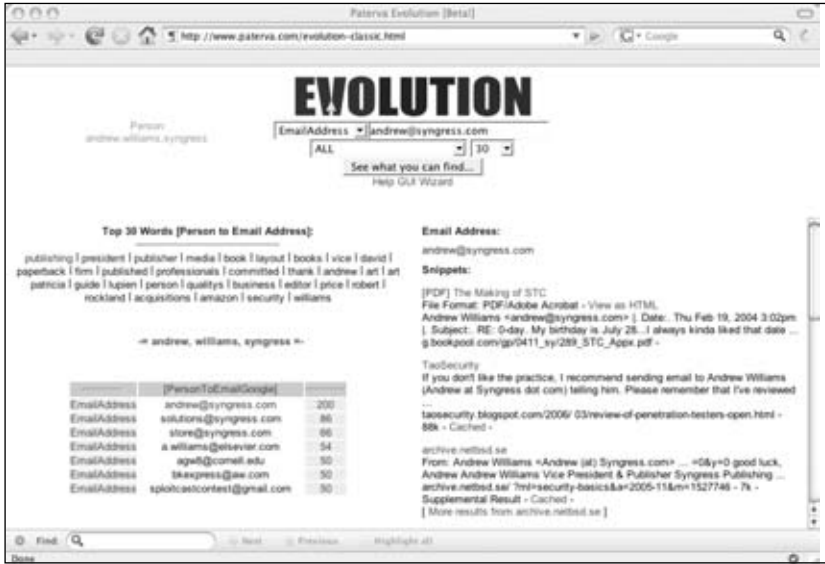 Paterva Evolution [Beta!]
http://www.paterva.com/evolution-classic.html
Google
EVOLUTION
Person
andrew.williams.syngress
EmailAddress andrew@syngress.com
ALL 30
See what you can find...
Help GUI Wizard
Top 30 Words [Person to Email Address]:
publishing | president | publisher | media | book | layout | books | vice | david |
paperback | firm | published | professionals | committed | thank | andrew | art | art
patricia | guide | lupien | person | qualitys | business | editor | price | robert |
rockland | acquisitions | amazon | security | williams
-= andrew, williams, syngress =-
[PersonToEmailGoogle]
EmailAddress andrew@syngress.com 200
EmailAddress solutions@syngress.com 86
EmailAddress store@syngress.com 66
EmailAddress a.williams@elsevier.com 54
EmailAddress agw8@cornell.edu 50
EmailAddress bkexpress@aw.com 50
EmailAddress sploitcastcontest@gmail.com 50
Email Address:
andrew@syngress.com
Snippets:
[PDF] The Making of STC
File Format: PDF/Adobe Acrobat - View as HTML
Andrew Williams <andrew@syngress.com> |. Date:. Thu Feb 19, 2004 3:02pm
|. Subject:. RE: 0-day. My birthday is July 28...I always kinda liked that date ...
g.bookpool.com/gp/0411_sy/289_STC_Appx.pdf -
TaoSecurity
If you don't like the practice, I recommend sending email to Andrew Williams
(Andrew at Syngress dot com) telling him. Please remember that I've reviewed
...
taosecurity.blogspot.com/2006/ 03/review-of-penetration-testers-open.html -
88k - Cached -
archive.netbsd.se
From: Andrew Williams <Andrew (at) Syngress.com> ... =0&y=0 good luck,
Andrew Andrew Williams Vice President & Publisher Syngress Publishing ...
archive.netbsd.se/ ?ml=security-basics&a=2005-11&m=1527746 - 7k -
Supplemental Result - Cached -
[ More results from archive.netbsd.se ]
Find: Next Previous Highlight all
Done